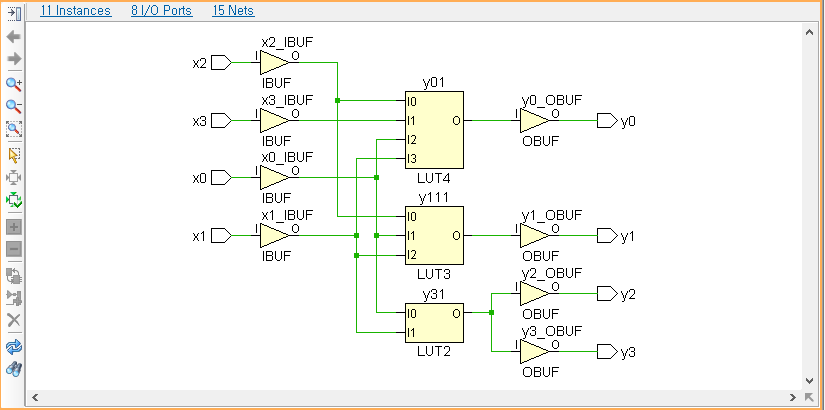 11 Instances 8 I/O Ports 15 Nets
x2 I x2_IBUF O IBUF
x3 I x3_IBUF O IBUF
x0 I x0_IBUF O IBUF
x1 I x1_IBUF O IBUF
y01
I0
I1 O
I2
I3
LUT4
y111
I0
I1 O
I2
LUT3
y31
I0 O
I1
LUT2
I y0_OBUF O OBUF y0
I y1_OBUF O OBUF y1
I y2_OBUF O OBUF y2
I y3_OBUF O OBUF y3